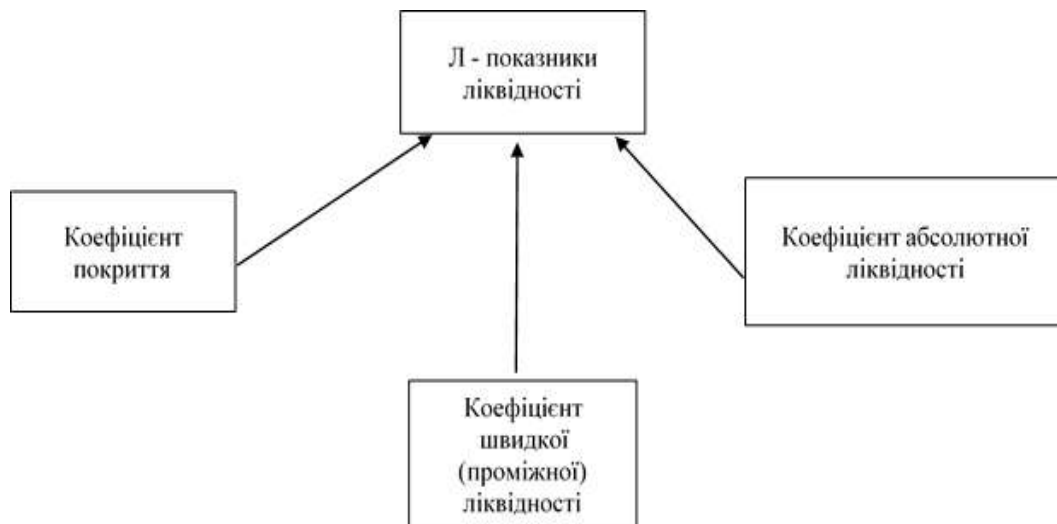 Л - показники
ліквідності
Коефіцієнт
покриття
Коефіцієнт абсолютної
ліквідності
Коефіцієнт
швидкої
(проміжної)
ліквідності